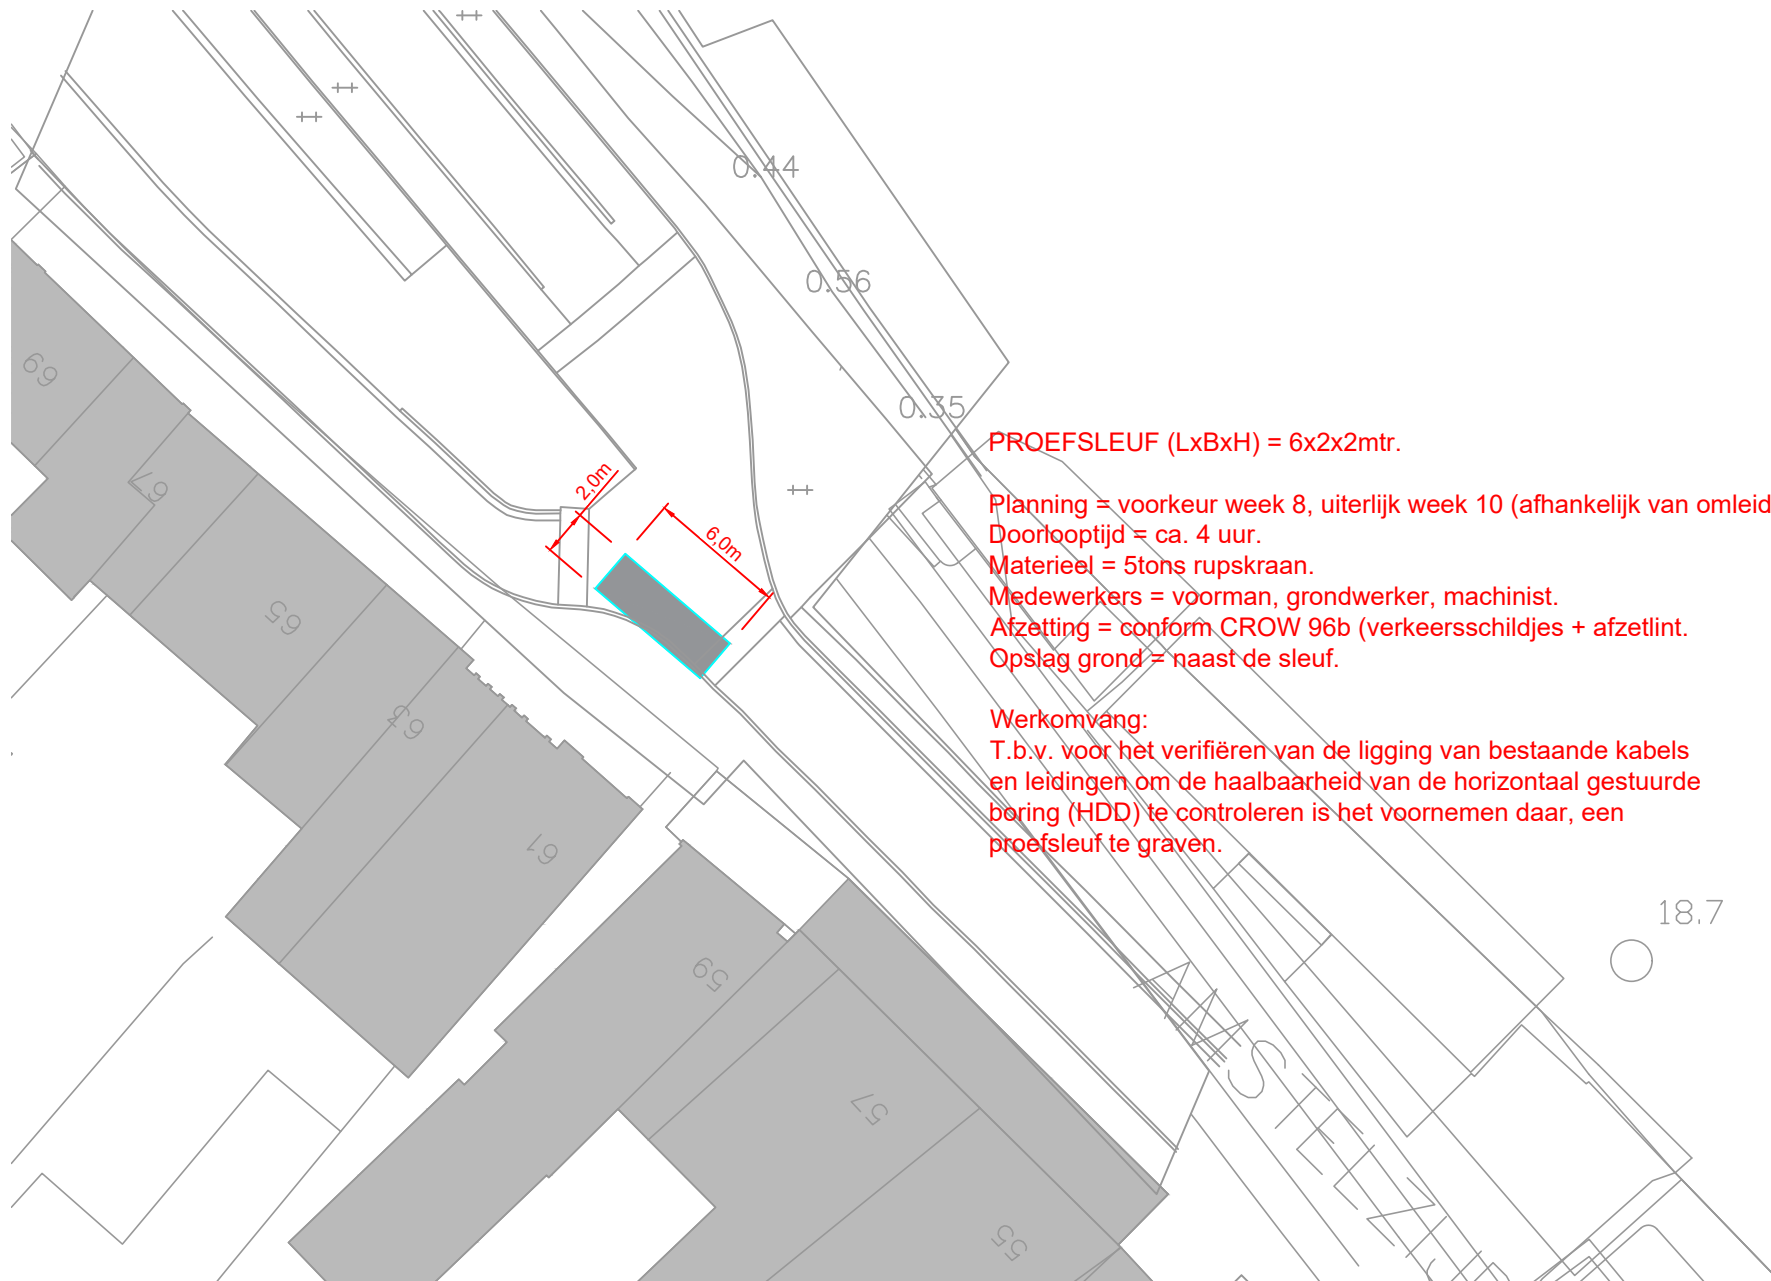 0.44
0.56
0.35
69
67
65
63
61
59
57
55
2,0m
6,0m
PROEFSLEUF (LxBxH) = 6x2x2mtr.
Planning = voorkeur week 8, uiterlijk week 10 (afhankelijk van omleid
Doorlooptijd = ca. 4 uur.
Materieel = 5tons rupskraan.
Medewerkers = voorman, grondwerker, machinist.
Afzetting = conform CROW 96b (verkeersschildjes + afzetlint.
Opslag grond = naast de sleuf.
Werkomvang:
T.b.v. voor het verifiëren van de ligging van bestaande kabels
en leidingen om de haalbaarheid van de horizontaal gestuurde
boring (HDD) te controleren is het voornemen daar, een
proefsleuf te graven.
18.7